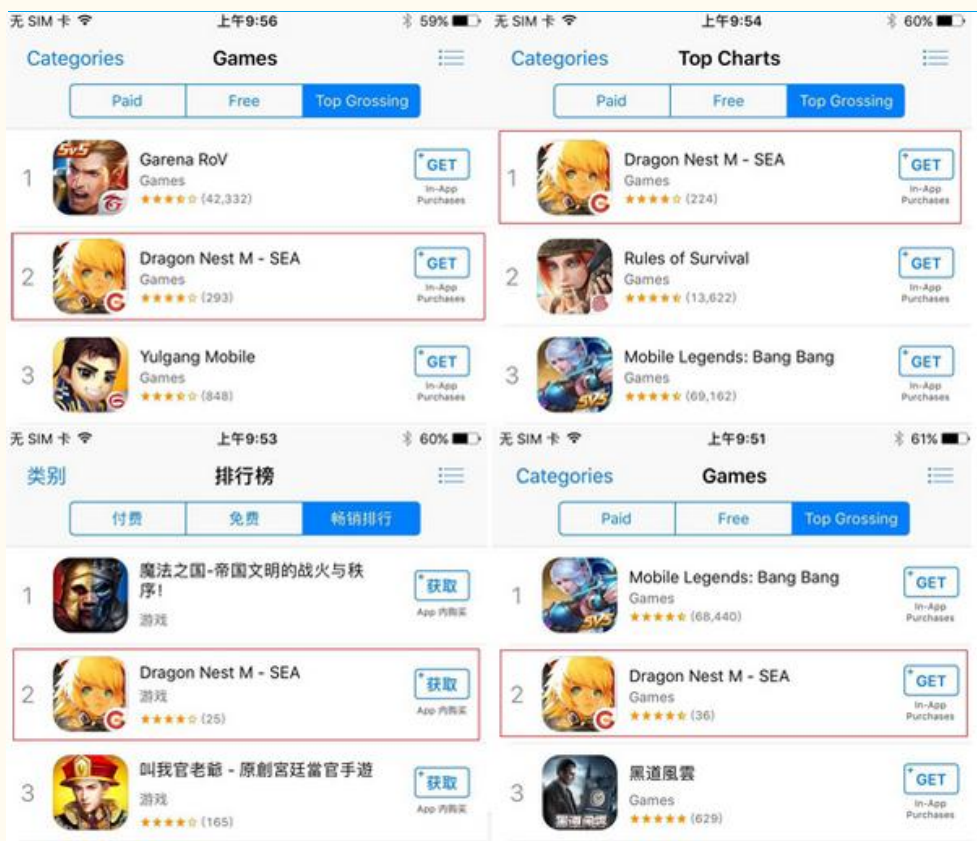 无 SIM 卡 上午9:56 59%
Categories Games
Paid Free Top Grossing
1
5v5
Garena RoV
Games
(42,332)
GET
In-App
Purchases
2
Dragon Nest M - SEA
Games
(293)
GET
In-App
Purchases
3
Yulgang Mobile
Games
(848)
GET
In-App
Purchases
无 SIM 卡 上午9:54 60%
Categories Top Charts
Paid Free Top Grossing
1
Dragon Nest M - SEA
Games
(224)
GET
In-App
Purchases
2
Rules of Survival
Games
(13,622)
GET
In-App
Purchases
3
5V5
Mobile Legends: Bang Bang
Games
(69,162)
GET
In-App
Purchases
无 SIM 卡 上午9:53 60%
类别 排行榜
付费 免费 畅销排行
1
魔法之国-帝国文明的战火与秩
序!
游戏
获取
App 内购买
2
Dragon Nest M - SEA
游戏
(25)
获取
App 内购买
3
叫我官老爺 - 原創宮廷當官手遊
游戏
(165)
获取
App 内购买
无 SIM 卡 上午9:51 61%
Categories Games
Paid Free Top Grossing
1
5V5
Mobile Legends: Bang Bang
Games
(68,440)
GET
In-App
Purchases
2
Dragon Nest M - SEA
Games
(36)
GET
In-App
Purchases
3
黑道風雲
黑道風雲
Games
(629)
GET
In-App
Purchases